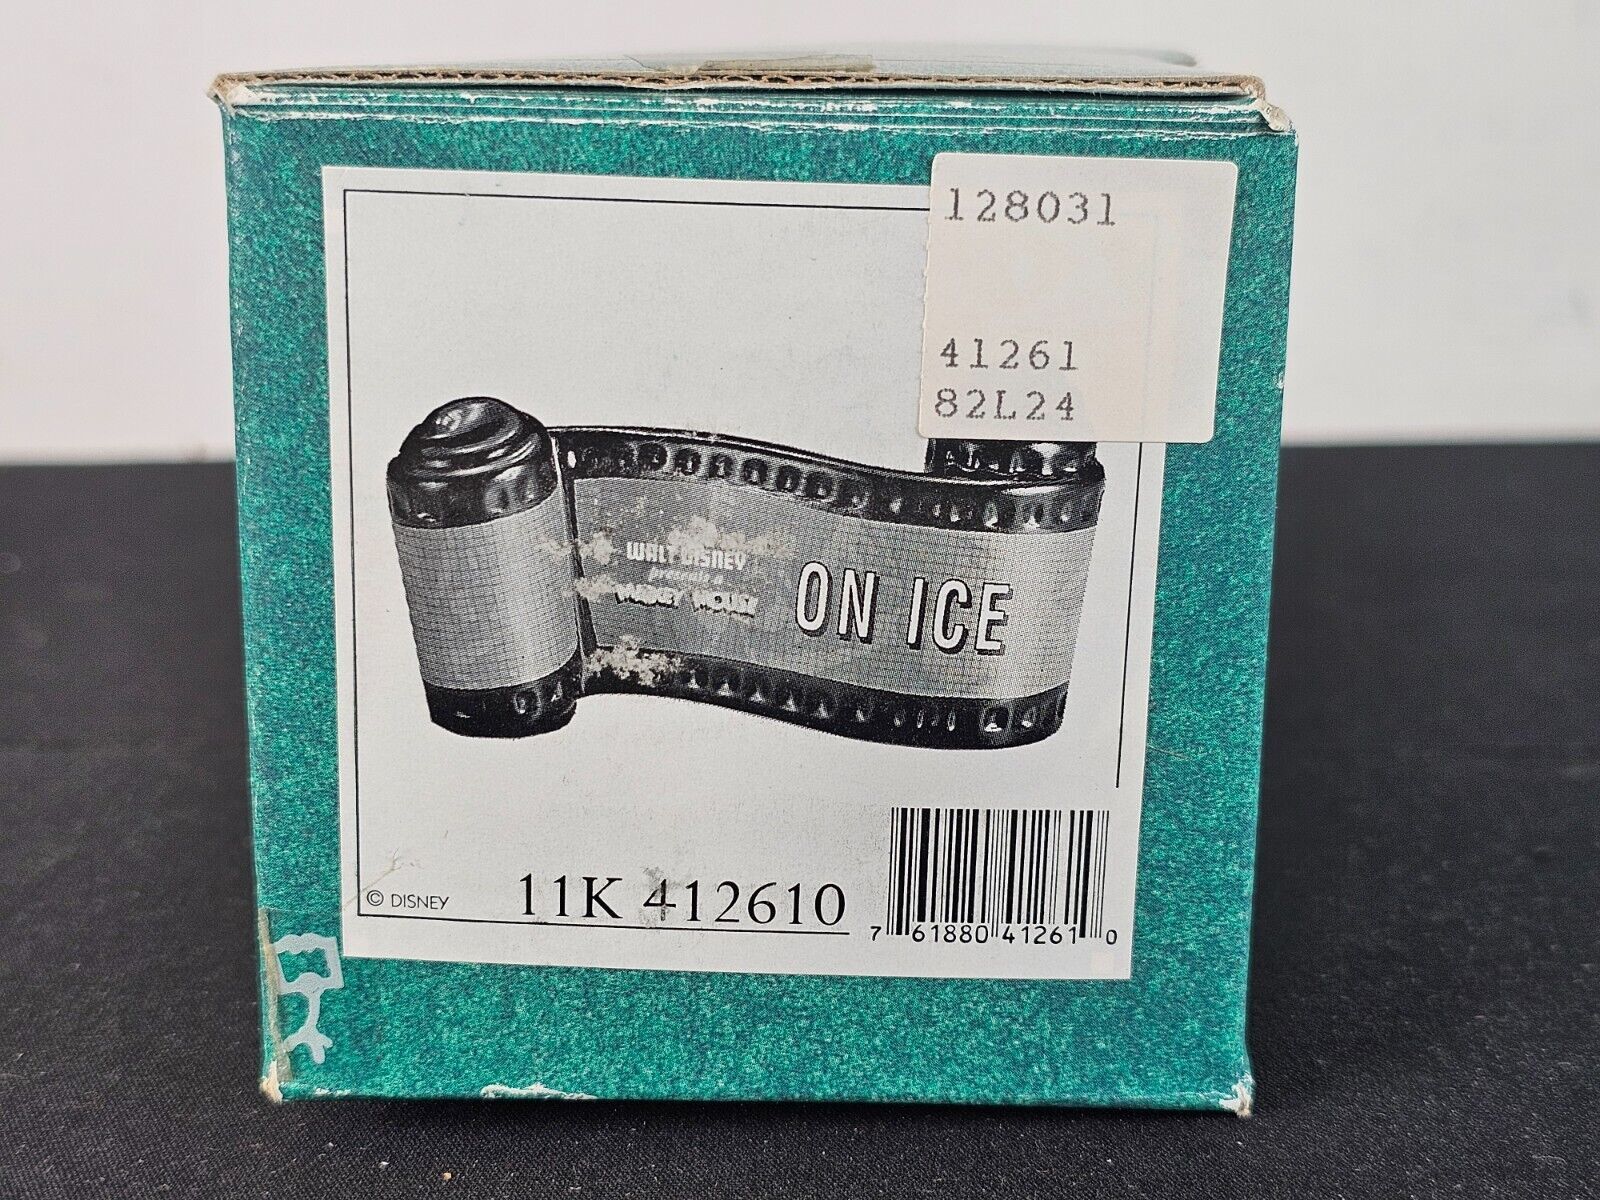 128031
41261
82L24
WALT DISNEY
presents a
MICKEY MOUSE
ON ICE
© DISNEY
11K 412610
7 61880 41261 0